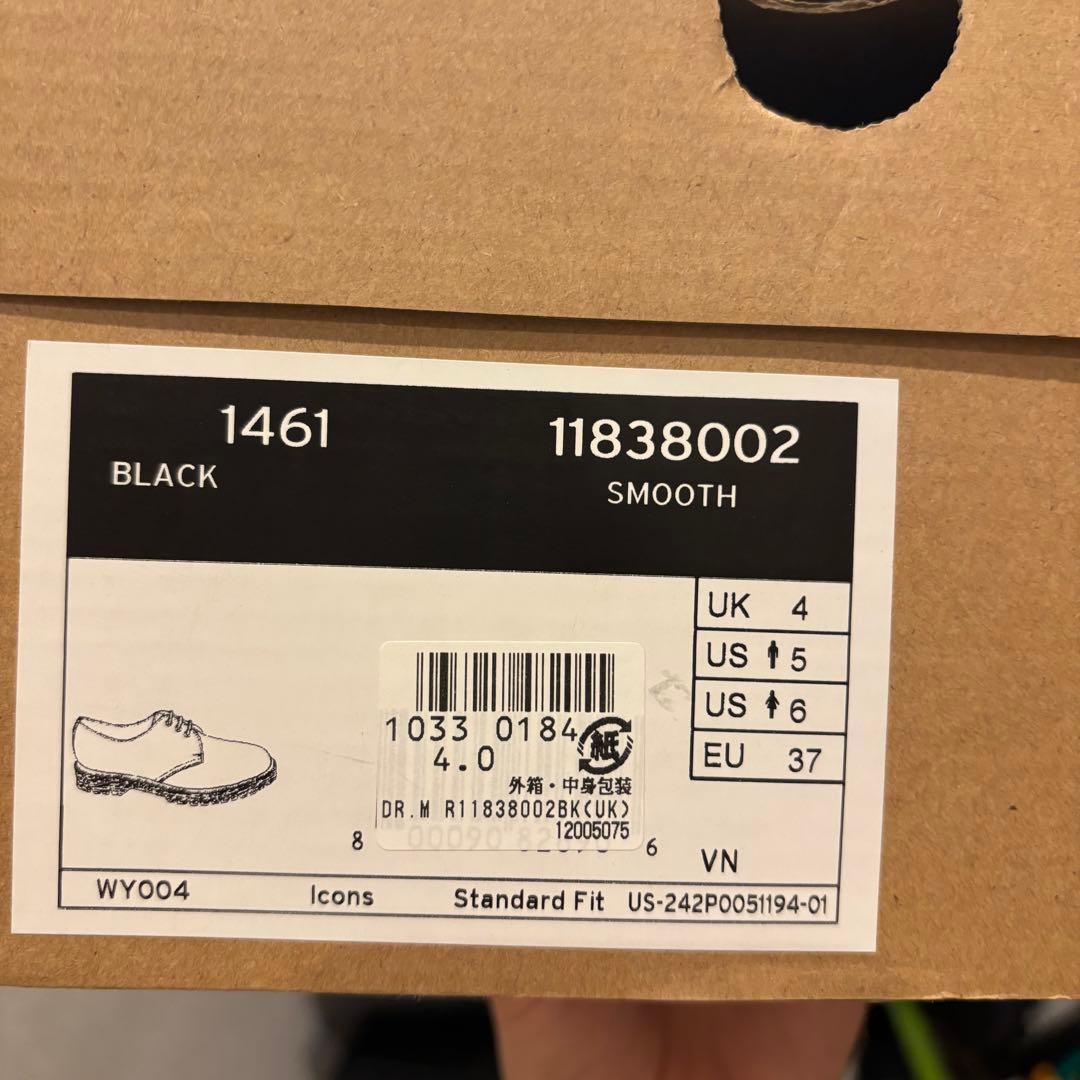 1461 11838002
BLACK SMOOTH
UK 4
US 5
US 6
EU 37
1033 0184
4.0
紙
外箱・中身包装
DR.M R11838002BK(UK)
12005075
8 6
VN
WY004 Icons Standard Fit US-242P0051194-01